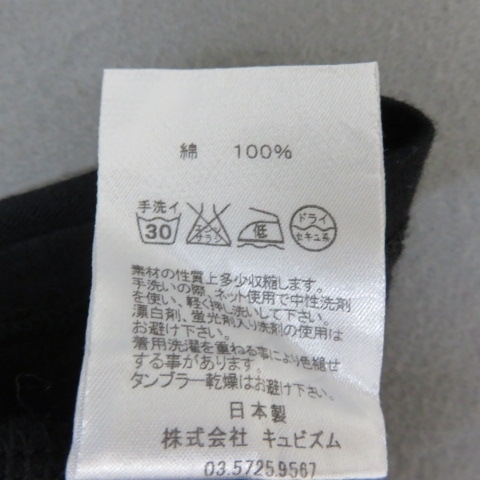 綿 100%
手洗イ
30 エンソ サラシ 低 ドライ セキユ系
素材の性質上多少収縮します。
手洗いの際、ネット使用で中性洗剤
を使い、軽く押し洗いして下さい。
漂白剤、蛍光剤入り洗剤の使用は
お避け下さい。
着用洗濯を重ねる事により色褪せ
する事があります。
タンブラー乾燥はお避け下さい。
日本製
株式会社 キュビズム
03.5725.9567